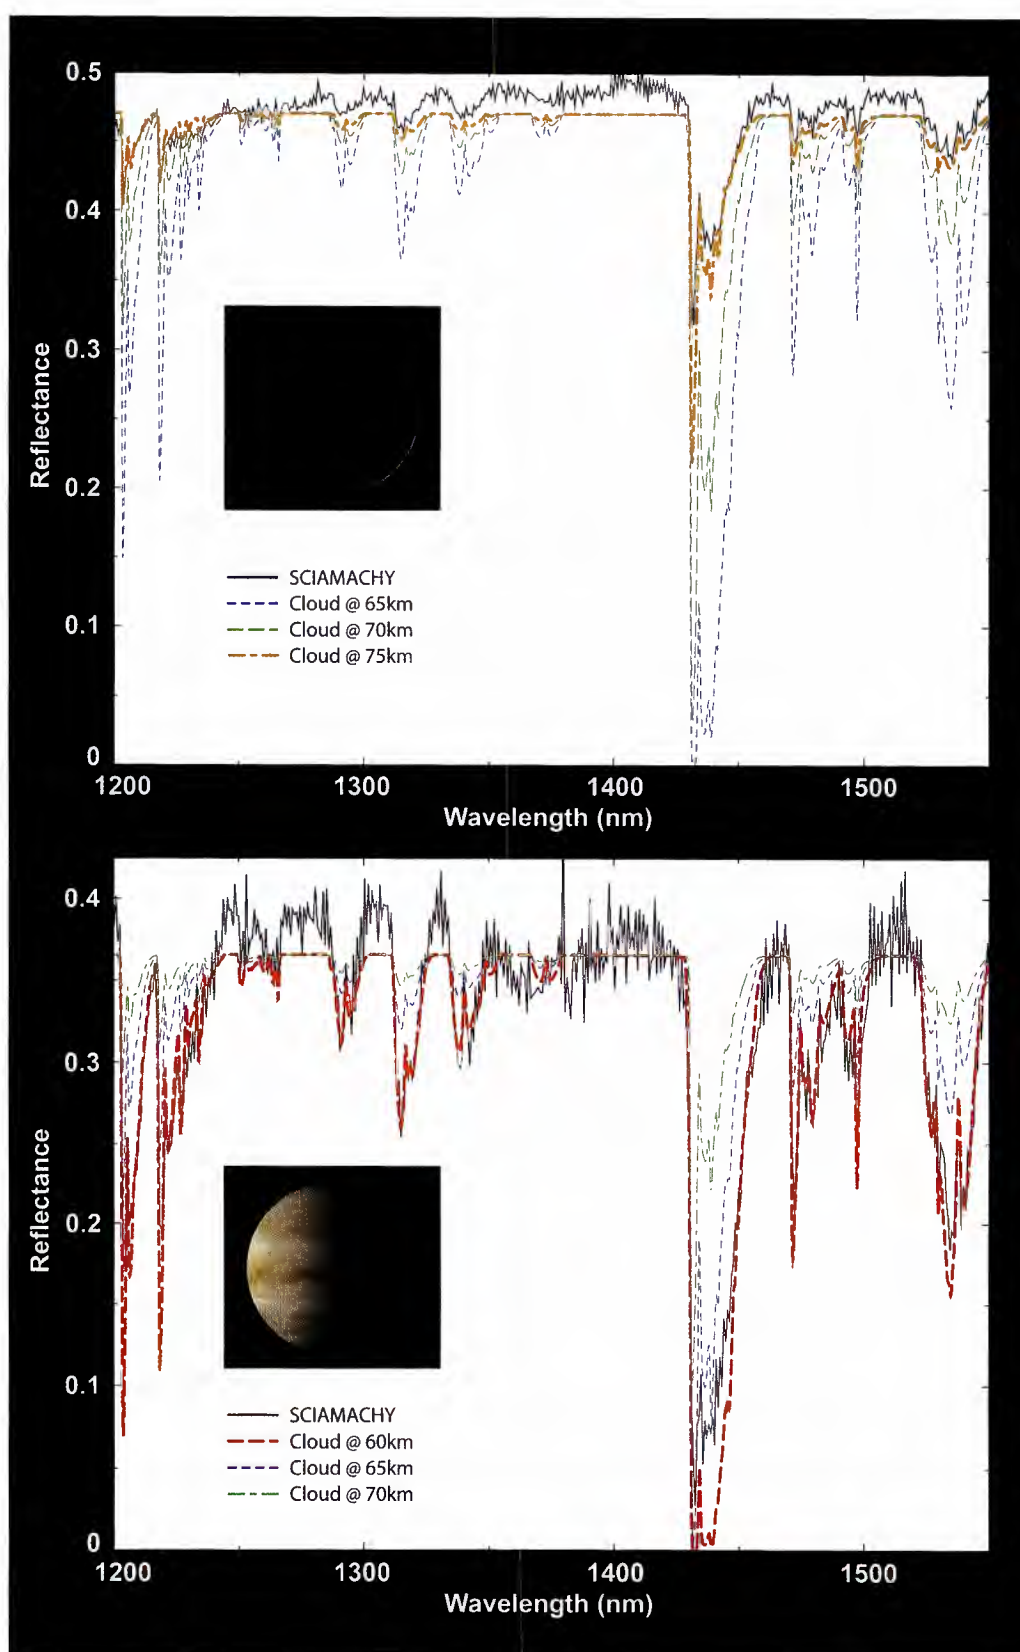 0.5
0.4
0.3
0.2
0.1
0
Reflectance
SCIAMACHY
Cloud @ 65km
Cloud @ 70km
Cloud @ 75km
1200
1300
1400
1500
Wavelength (nm)
0.4
0.3
0.2
0.1
0
Reflectance
SCIAMACHY
Cloud @ 60km
Cloud @ 65km
Cloud @ 70km
1200
1300
1400
1500
Wavelength (nm)